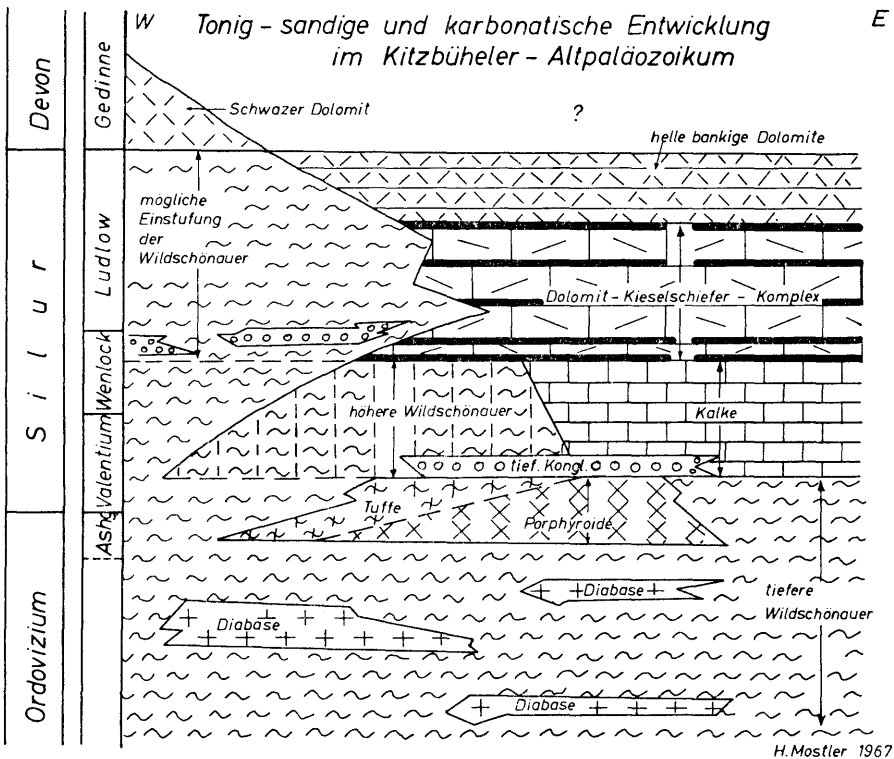 W
Tonig - sandige und karbonatische Entwicklung
E
im Kitzbüheler - Altpaläozoikum
Devon
Gedinne
Schwazer Dolomit
?
helle bankige Dolomite
mögliche
Einstufung
der
Wildschönauer
Silur
Ludlow
Dolomit - Kieselschiefer - Komplex
Wenlock
höhere Wildschönauer
Kalke
Valentium
tief. Kongl.
Ashg
Tuffe
Porphyroide
Ordovizium
Diabase
tiefere
Wildschönauer
Diabase
Diabase
H. Mostler 1967